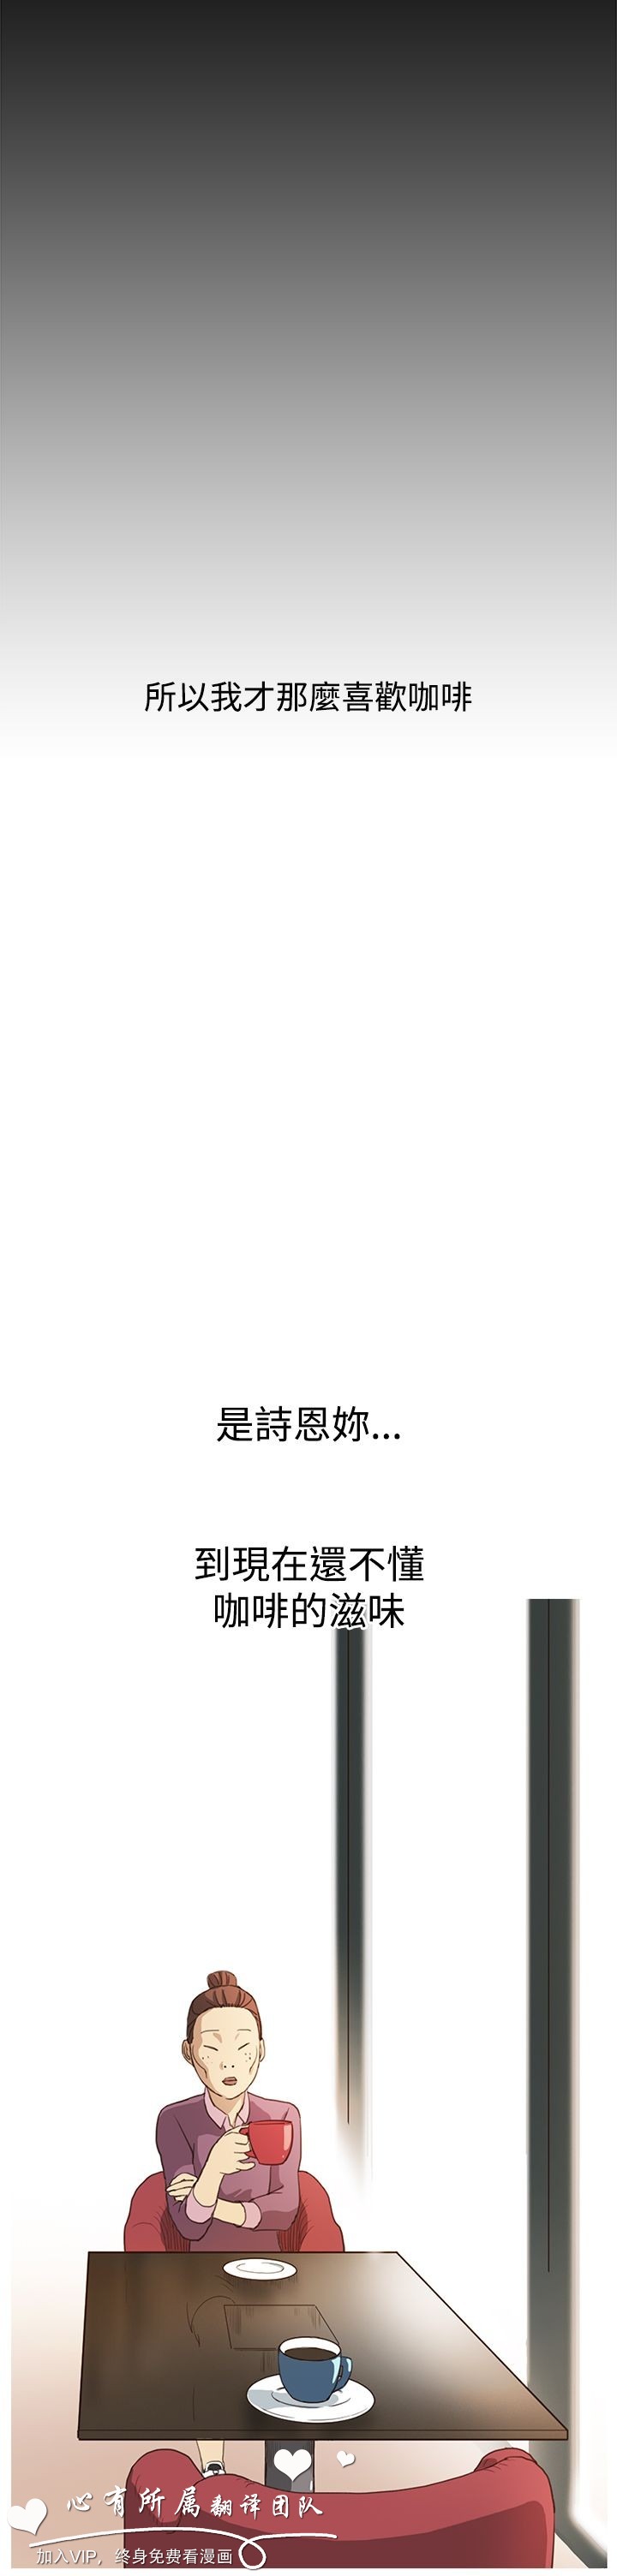 所以我才那麼喜歡咖啡
是詩恩妳...
到現在還不懂
咖啡的滋味
心有所属翻译团队
加入VIP，终身免费看漫画